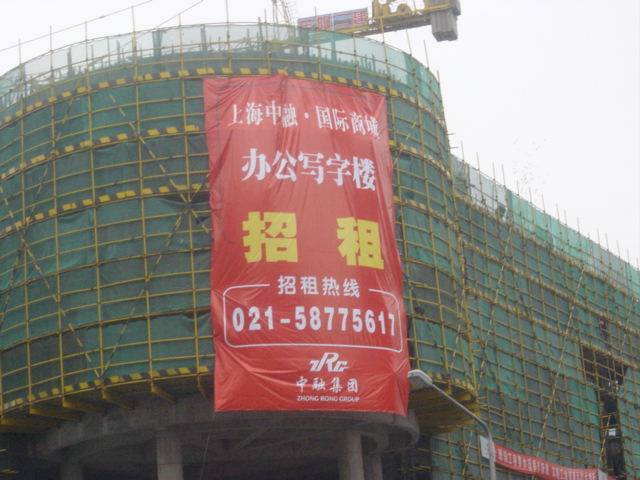 上海中融·国际商城
办公写字楼
招租
招租热线
021-58775617
ZRG
中融集团
ZHONG RONG GROUP